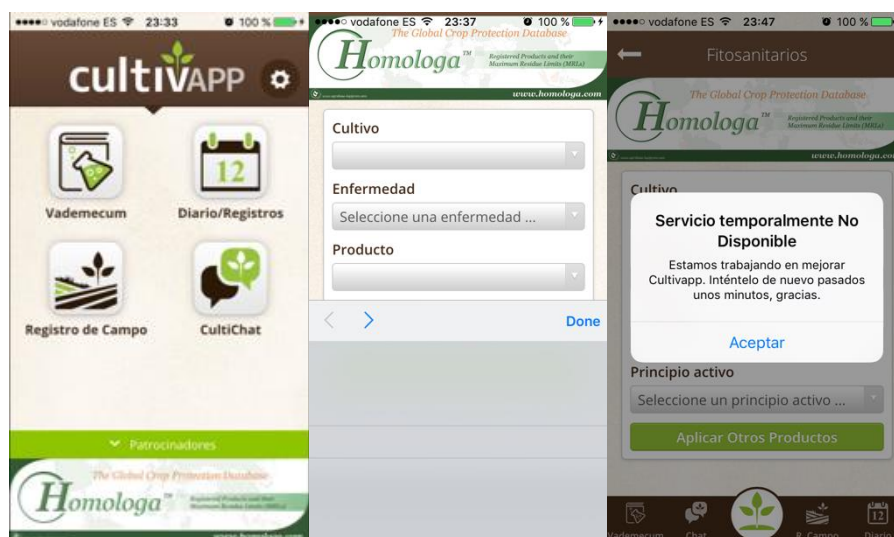 vodafone ES 23:33 100 %
cultivAPP
12
Vademecum Diario/Registros
Registro de Campo CultiChat
Patrocinadores
The Global Crop Protection Database
Homologa™
vodafone ES 23:37 100 %
The Global Crop Protection Database
Homologa™
Registered Products and their
Maximum Residue Limits (MRLs)
www.homologa.com
Cultivo
Enfermedad
Seleccione una enfermedad ...
Producto
Done
vodafone ES 23:47 100 %
Fitosanitarios
The Global Crop Protection Database
Homologa™
Registered Products and their
Maximum Residue Limits (MRLs)
www.homologa.co
Cultivo
Servicio temporalmente No
Disponible
Estamos trabajando en mejorar
Cultivapp. Inténtelo de nuevo pasados
unos minutos, gracias.
Aceptar
Principio activo
Seleccione un principio activo ...
Aplicar Otros Productos
12
Vademecum Chat R. Campo Diario